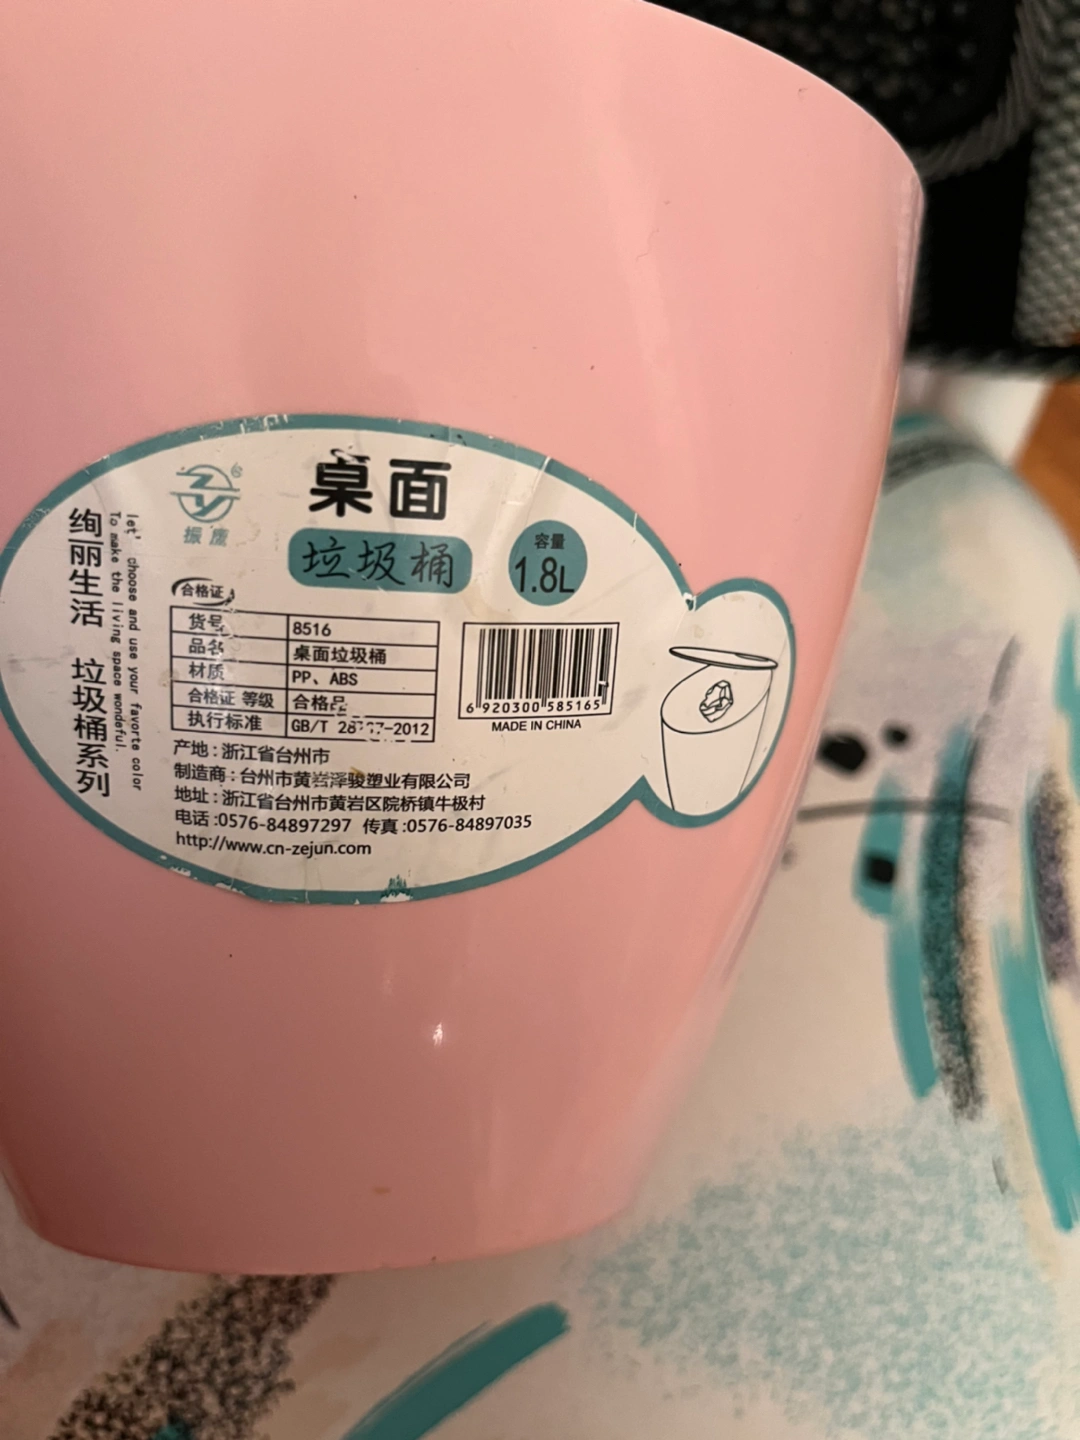 桌面
垃圾桶
容量
1.8L
振鹰
绚丽生活 垃圾桶系列
let' choose and use your favorite color
To make the living space wondeful.
合格证
货号 8516
品名 桌面垃圾桶
材质 PP、ABS
合格证 等级 合格品
执行标准 GB/T -2012
6 920300 585165
MADE IN CHINA
产地:浙江省台州市
制造商:台州市黄岩泽骏塑业有限公司
地址:浙江省台州市黄岩区院桥镇牛极村
电话:0576-84897297 传真:0576-84897035
http://www.cn-zejun.com